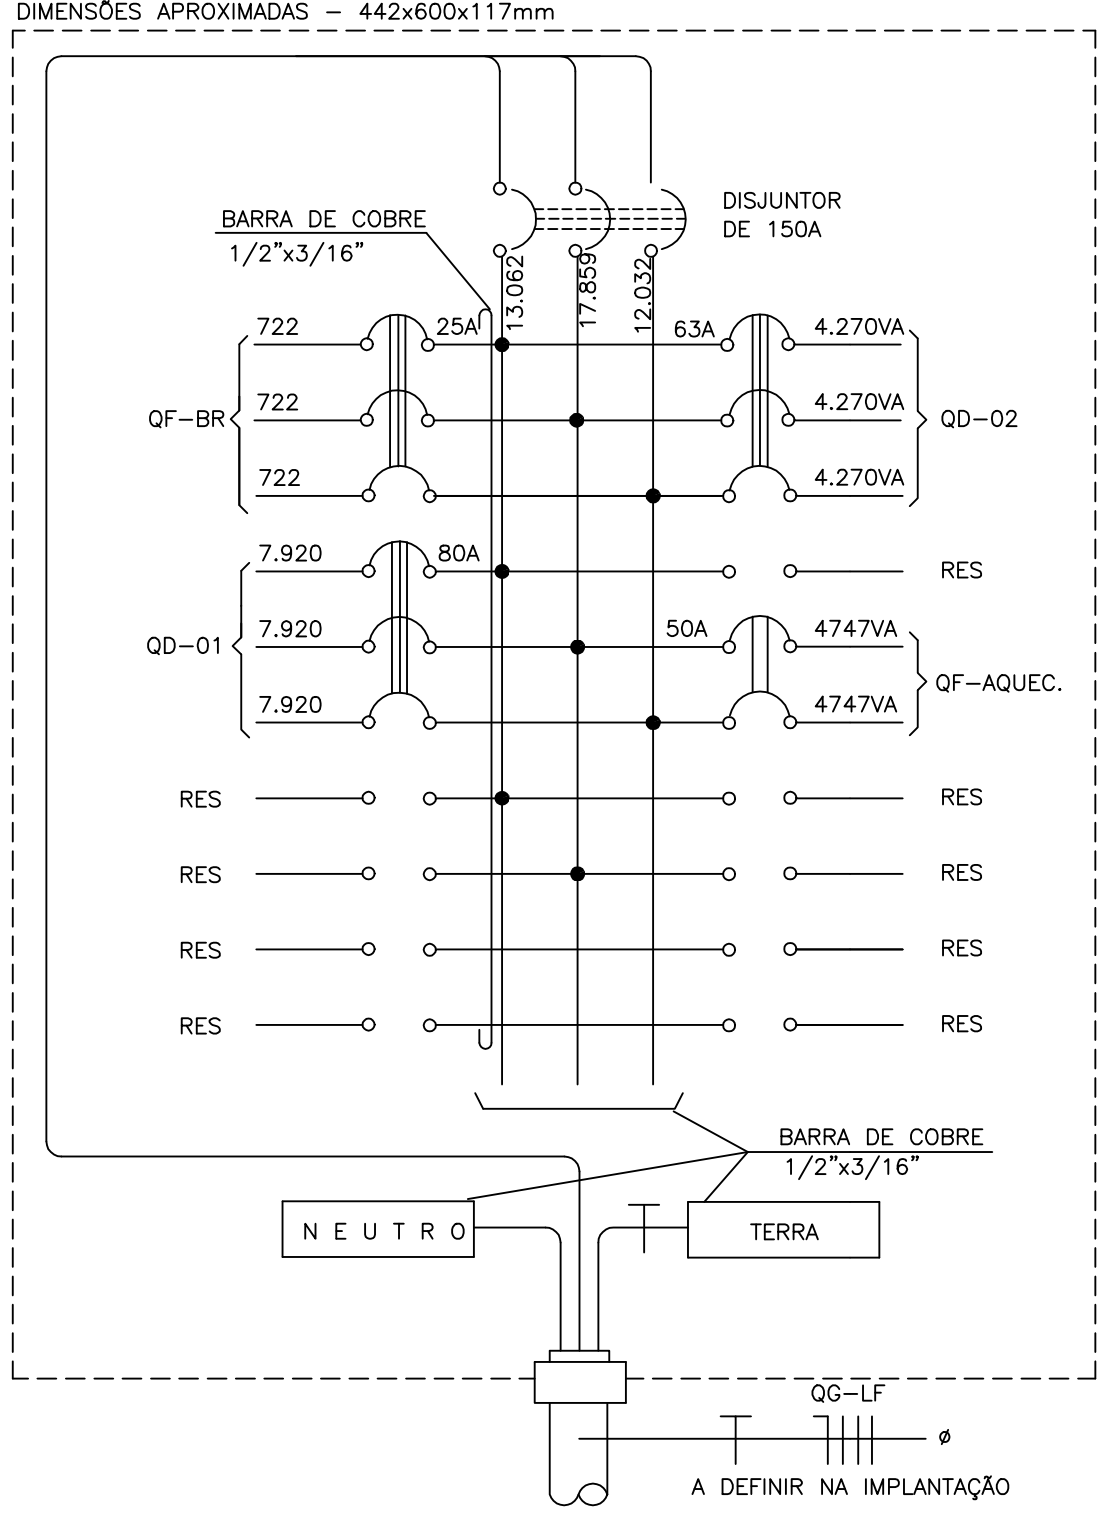 DIMENSÕES APROXIMADAS – 442x600x117mm
DISJUNTOR
DE 150A
BARRA DE COBRE
1/2"x3/16"
13.062
17.859
12.032
722
25A
63A
4.270VA
QF-BR
722
4.270VA
QD-02
722
4.270VA
7.920
80A
RES
7.920
50A
4747VA
QD-01
QF-AQUEC.
7.920
4747VA
RES
RES
RES
RES
RES
RES
RES
RES
BARRA DE COBRE
1/2"x3/16"
N E U T R O
TERRA
QG-LF
ø
A DEFINIR NA IMPLANTAÇÃO